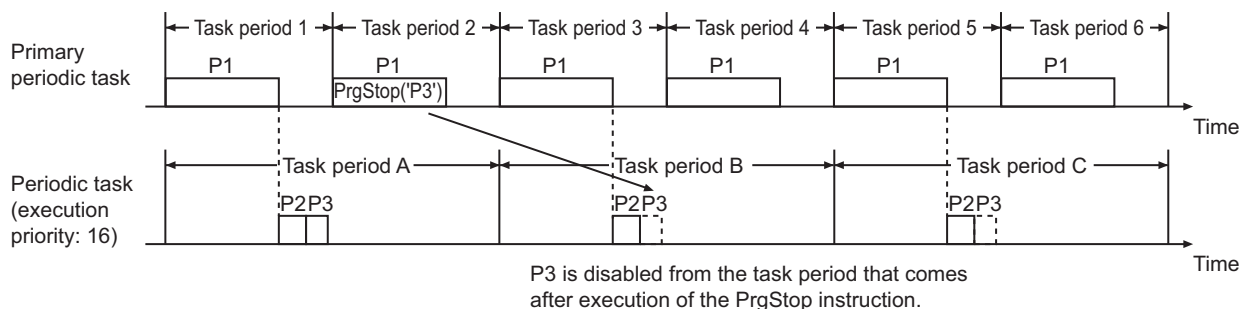 Task period 1 Task period 2 Task period 3 Task period 4 Task period 5 Task period 6
Primary
periodic task
P1 P1 P1 P1 P1 P1
PrgStop('P3')
Time
Task period A Task period B Task period C
Periodic task
(execution
priority: 16)
P2 P3 P2 P3 P2 P3
Time
P3 is disabled from the task period that comes
after execution of the PrgStop instruction.